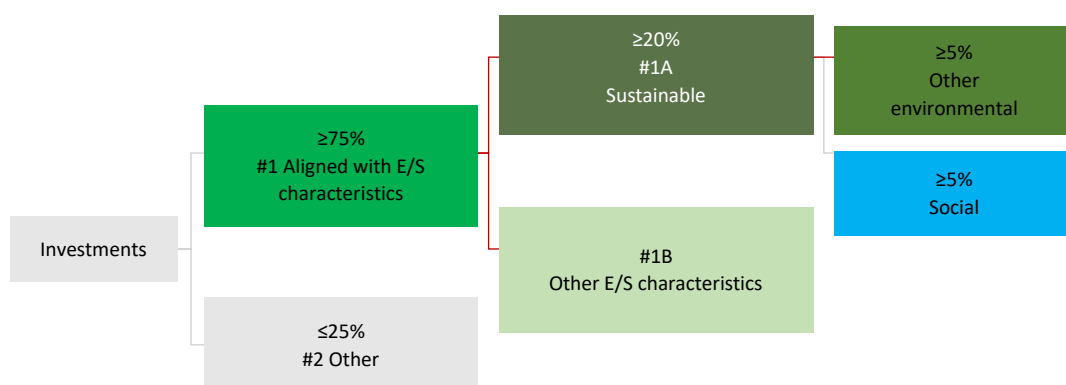 Investments
≥75%
#1 Aligned with E/S
characteristics
≤25%
#2 Other
≥20%
#1A
Sustainable
#1B
Other E/S characteristics
≥5%
Other
environmental
≥5%
Social